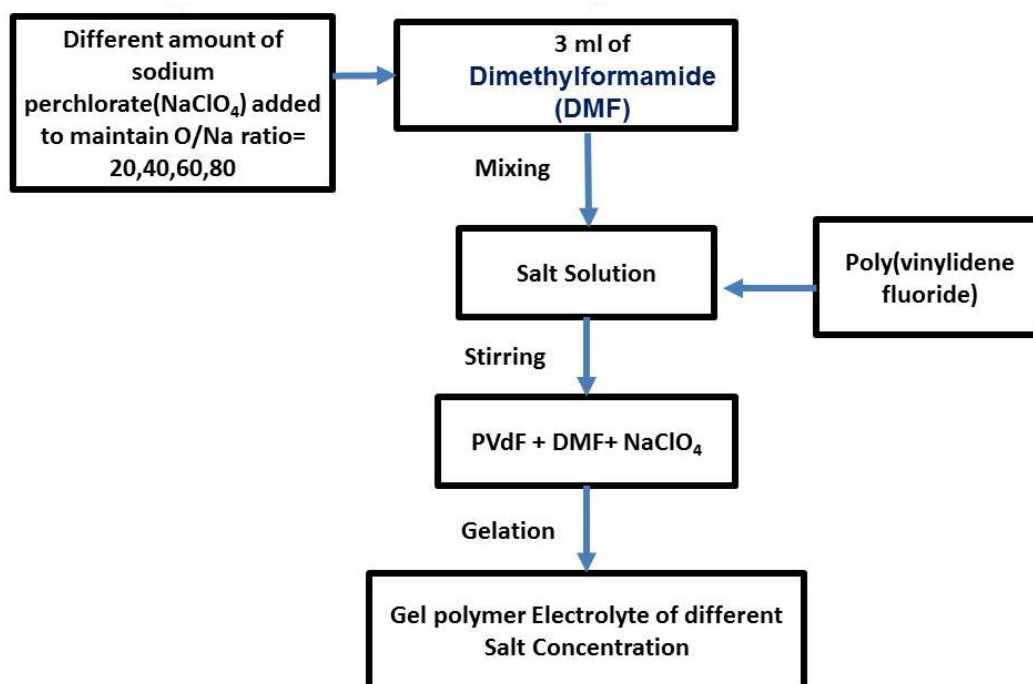 Different amount of
sodium
perchlorate(NaClO₄) added
to maintain O/Na ratio=
20,40,60,80
3 ml of
Dimethylformamide
(DMF)
Mixing
Salt Solution
Poly(vinylidene
fluoride)
Stirring
PVdF + DMF+ NaClO₄
Gelation
Gel polymer Electrolyte of different
Salt Concentration